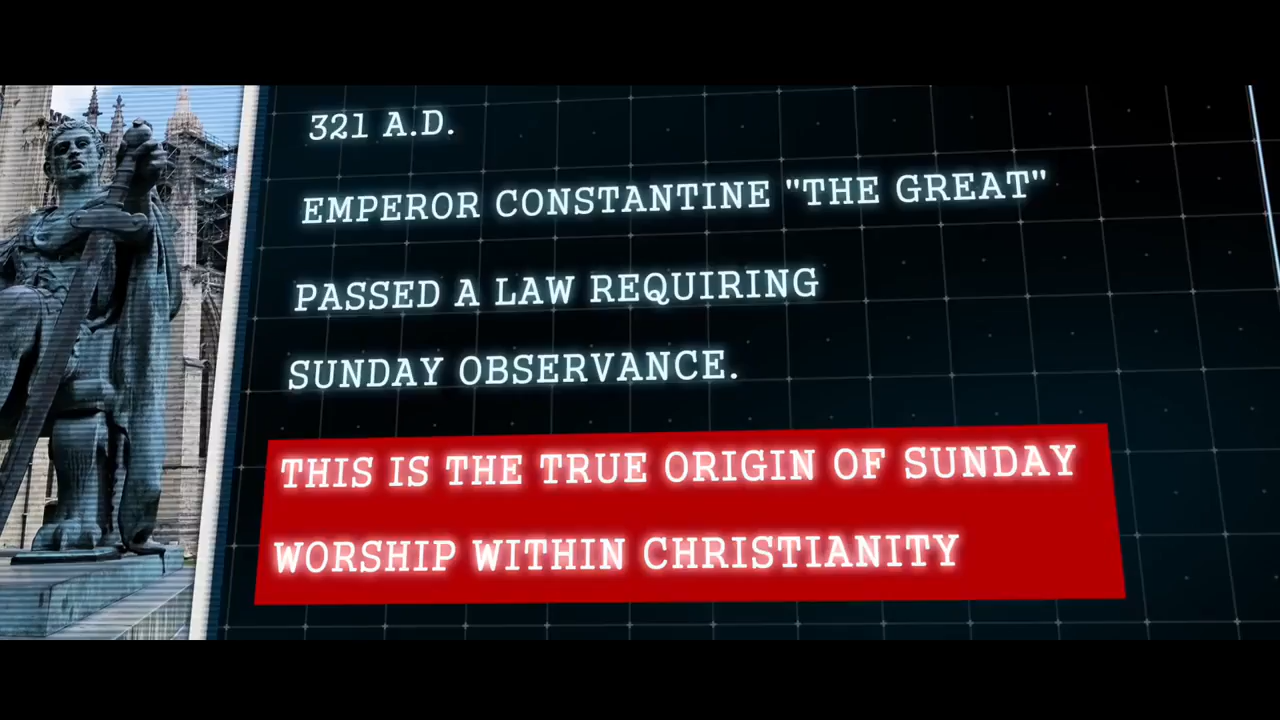 321 A.D.
EMPEROR CONSTANTINE "THE GREAT"
PASSED A LAW REQUIRING
SUNDAY OBSERVANCE.
THIS IS THE TRUE ORIGIN OF SUNDAY
WORSHIP WITHIN CHRISTIANITY